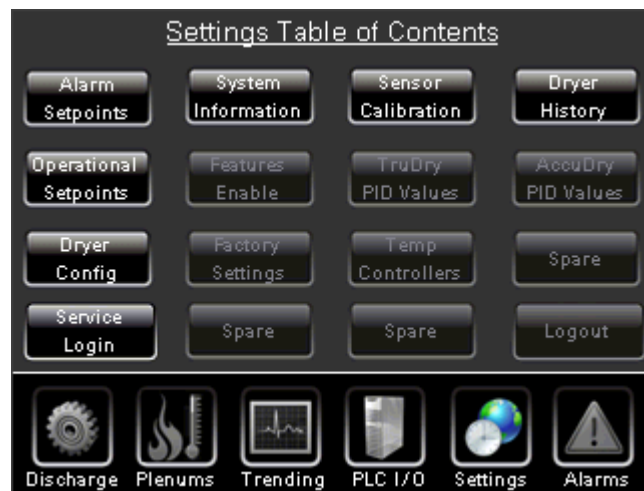 Settings Table of Contents
Alarm
Setpoints
System
Information
Sensor
Calibration
Dryer
History
Operational
Setpoints
Features
Enable
TruDry
PID Values
AccuDry
PID Values
Dryer
Config
Factory
Settings
Temp
Controllers
Spare
Service
Login
Spare
Spare
Logout
Discharge
Plenums
Trending
PLC I/O
Settings
Alarms